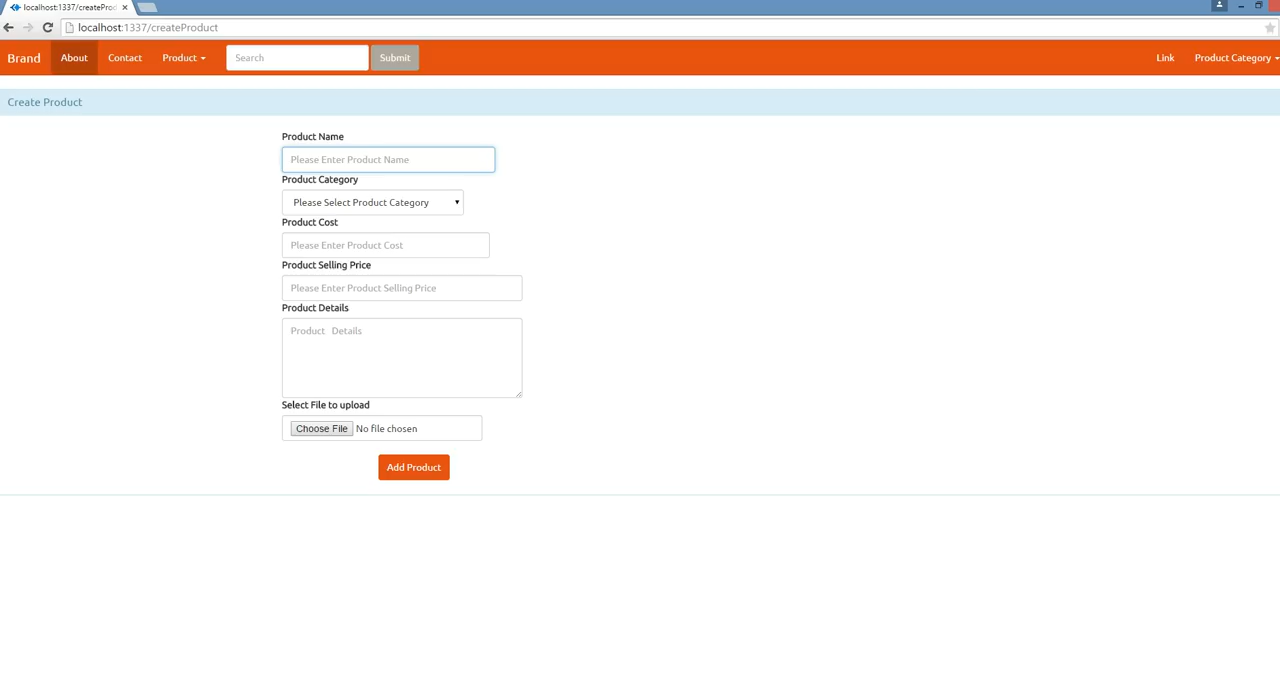 localhost:1337/createProd
localhost:1337/createProduct
Brand About Contact Product Search Submit Link Product Category
Create Product
Product Name
Please Enter Product Name
Product Category
Please Select Product Category
Product Cost
Please Enter Product Cost
Product Selling Price
Please Enter Product Selling Price
Product Details
Product Details
Select File to upload
Choose File No file chosen
Add Product